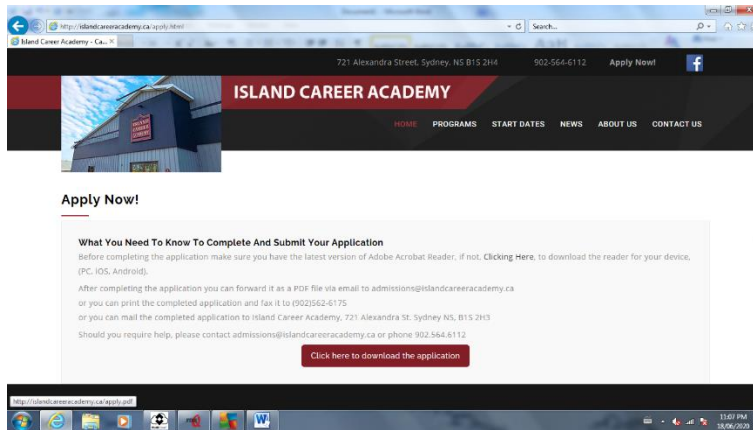 http://islandcareeracademy.ca/apply.html
Search...
Island Career Academy - Ca...
721 Alexandra Street, Sydney, NS B1S 2H4 902-564-6112 Apply Now! f
ISLAND CAREER ACADEMY
HOME PROGRAMS START DATES NEWS ABOUT US CONTACT US
Apply Now!
What You Need To Know To Complete And Submit Your Application
Before completing the application make sure you have the latest version of Adobe Acrobat Reader, if not, Clicking Here, to download the reader for your device,
(PC, IOS, Android).
After completing the application you can forward it as a PDF file via email to admissions@islandcareeracademy.ca
or you can print the completed application and fax it to (902)562-6175
or you can mail the completed application to Island Career Academy, 721 Alexandra St. Sydney NS, B1S 2H3
Should you require help, please contact admissions@islandcareeracademy.ca or phone 902.564.6112
Click here to download the application
http://islandcareeracademy.ca/apply.pdf
11:07 PM
18/06/2020